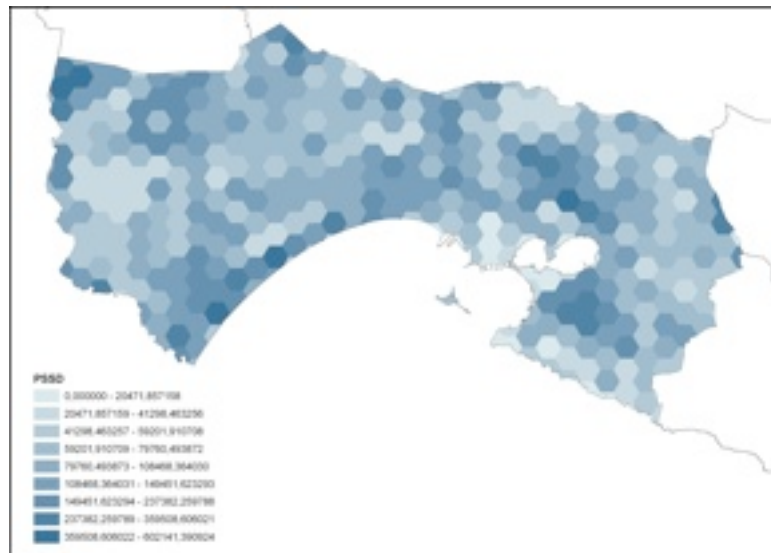 PSSD
0,000000 - 20471,857158
20471,857159 - 41298,463256
41298,463257 - 59201,910708
59201,910709 - 79760,493872
79760,493873 - 108468,364030
108468,364031 - 149451,623293
149451,623294 - 237382,259788
237382,259789 - 359508,606021
359508,606022 - 602141,390924